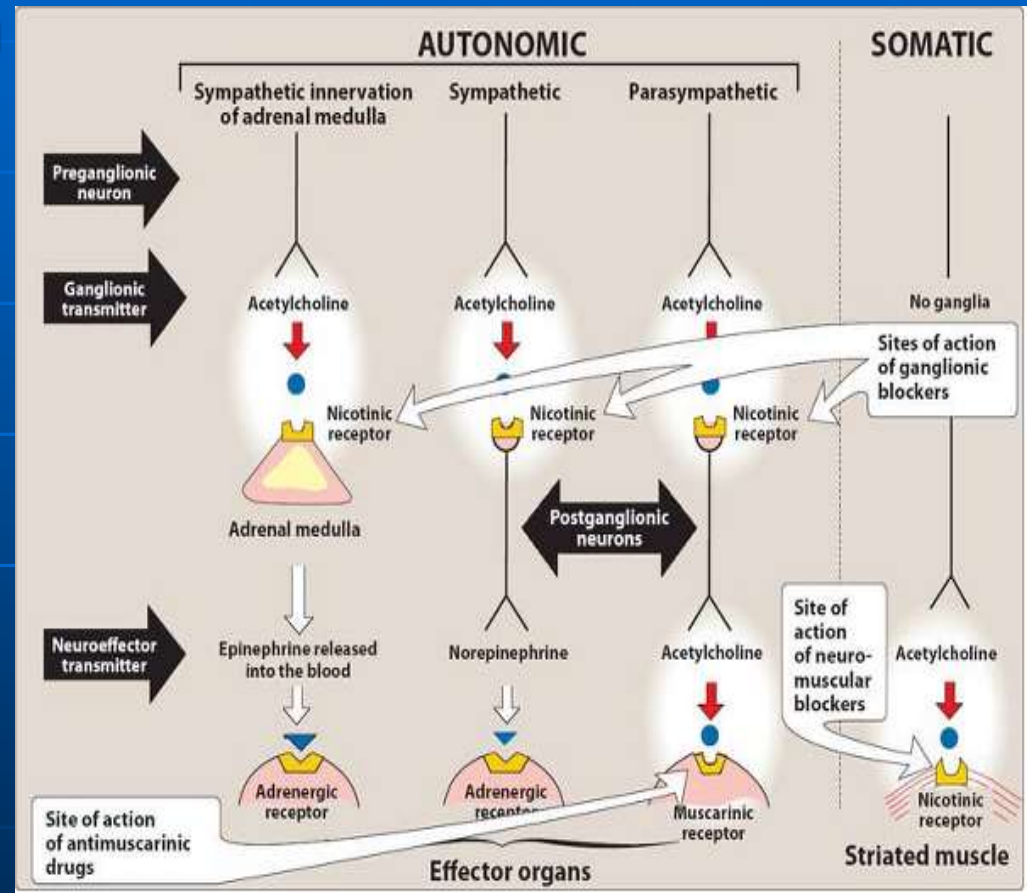 AUTONOMIC
SOMATIC
Sympathetic innervation
of adrenal medulla
Sympathetic
Parasympathetic
Preganglionic
neuron
Ganglionic
transmitter
Acetylcholine
Acetylcholine
Acetylcholine
No ganglia
Sites of action
of ganglionic
blockers
Nicotinic
receptor
Nicotinic
receptor
Nicotinic
receptor
Adrenal medulla
Postganglionic
neurons
Neuroeffector
transmitter
Epinephrine released
into the blood
Norepinephrine
Acetylcholine
Site of
action
of neuro-
muscular
blockers
Acetylcholine
Adrenergic
receptor
Adrenergic
receptor
Muscarinic
receptor
Nicotinic
receptor
Site of action
of antimuscarinic
drugs
Effector organs
Striated muscle